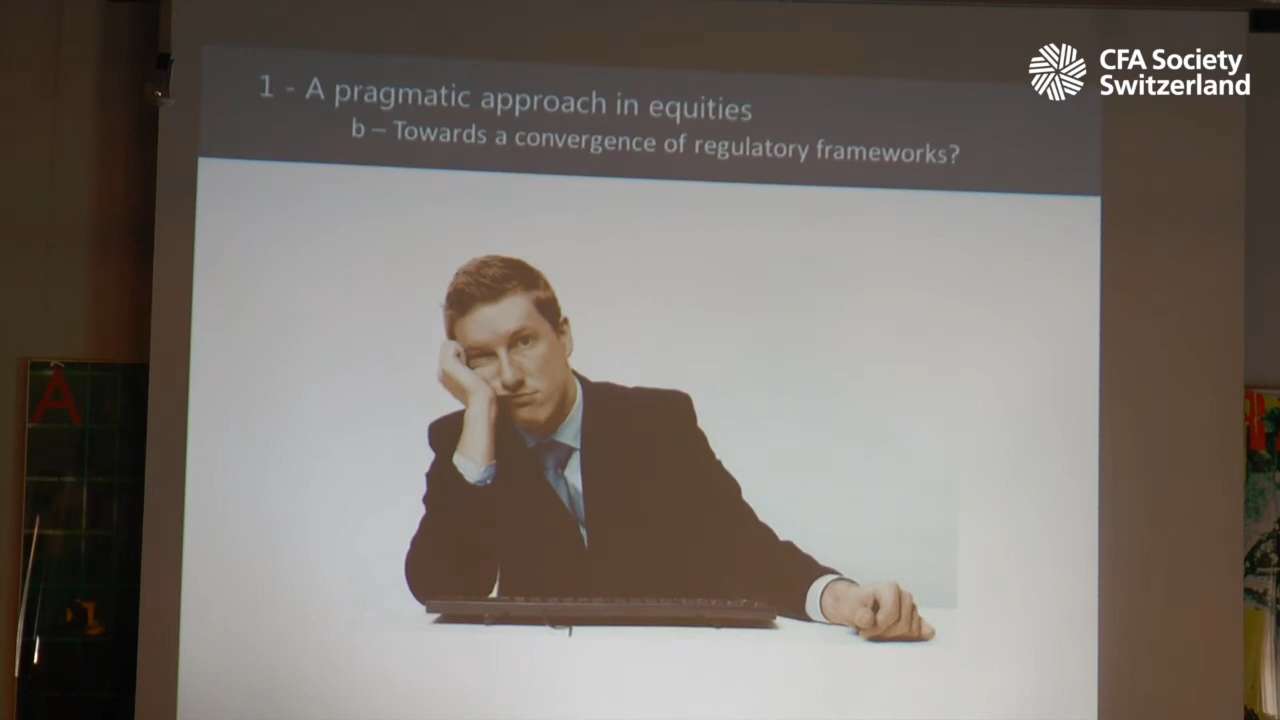 CFA Society
Switzerland
1 - A pragmatic approach in equities
b – Towards a convergence of regulatory frameworks?
A